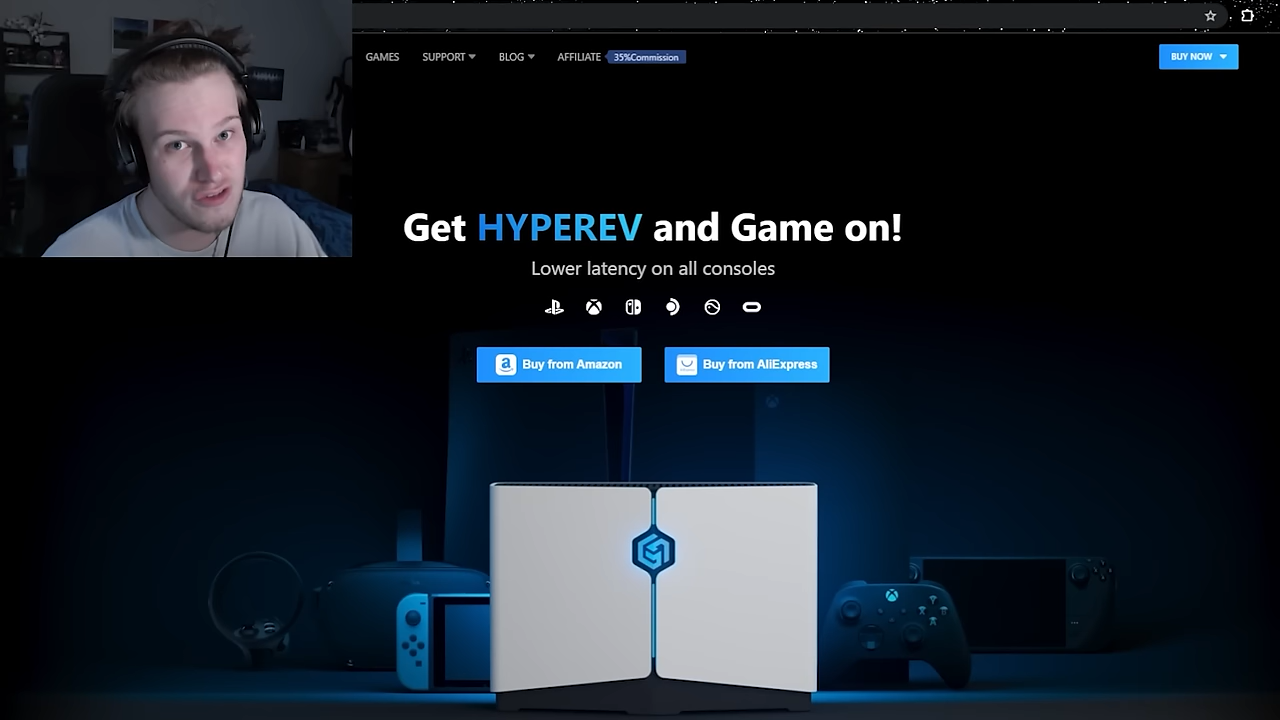 GAMES
SUPPORT
BLOG
AFFILIATE
35%Commission
BUY NOW
Get HYPEREV and Game on!
Lower latency on all consoles
Buy from Amazon
Buy from AliExpress